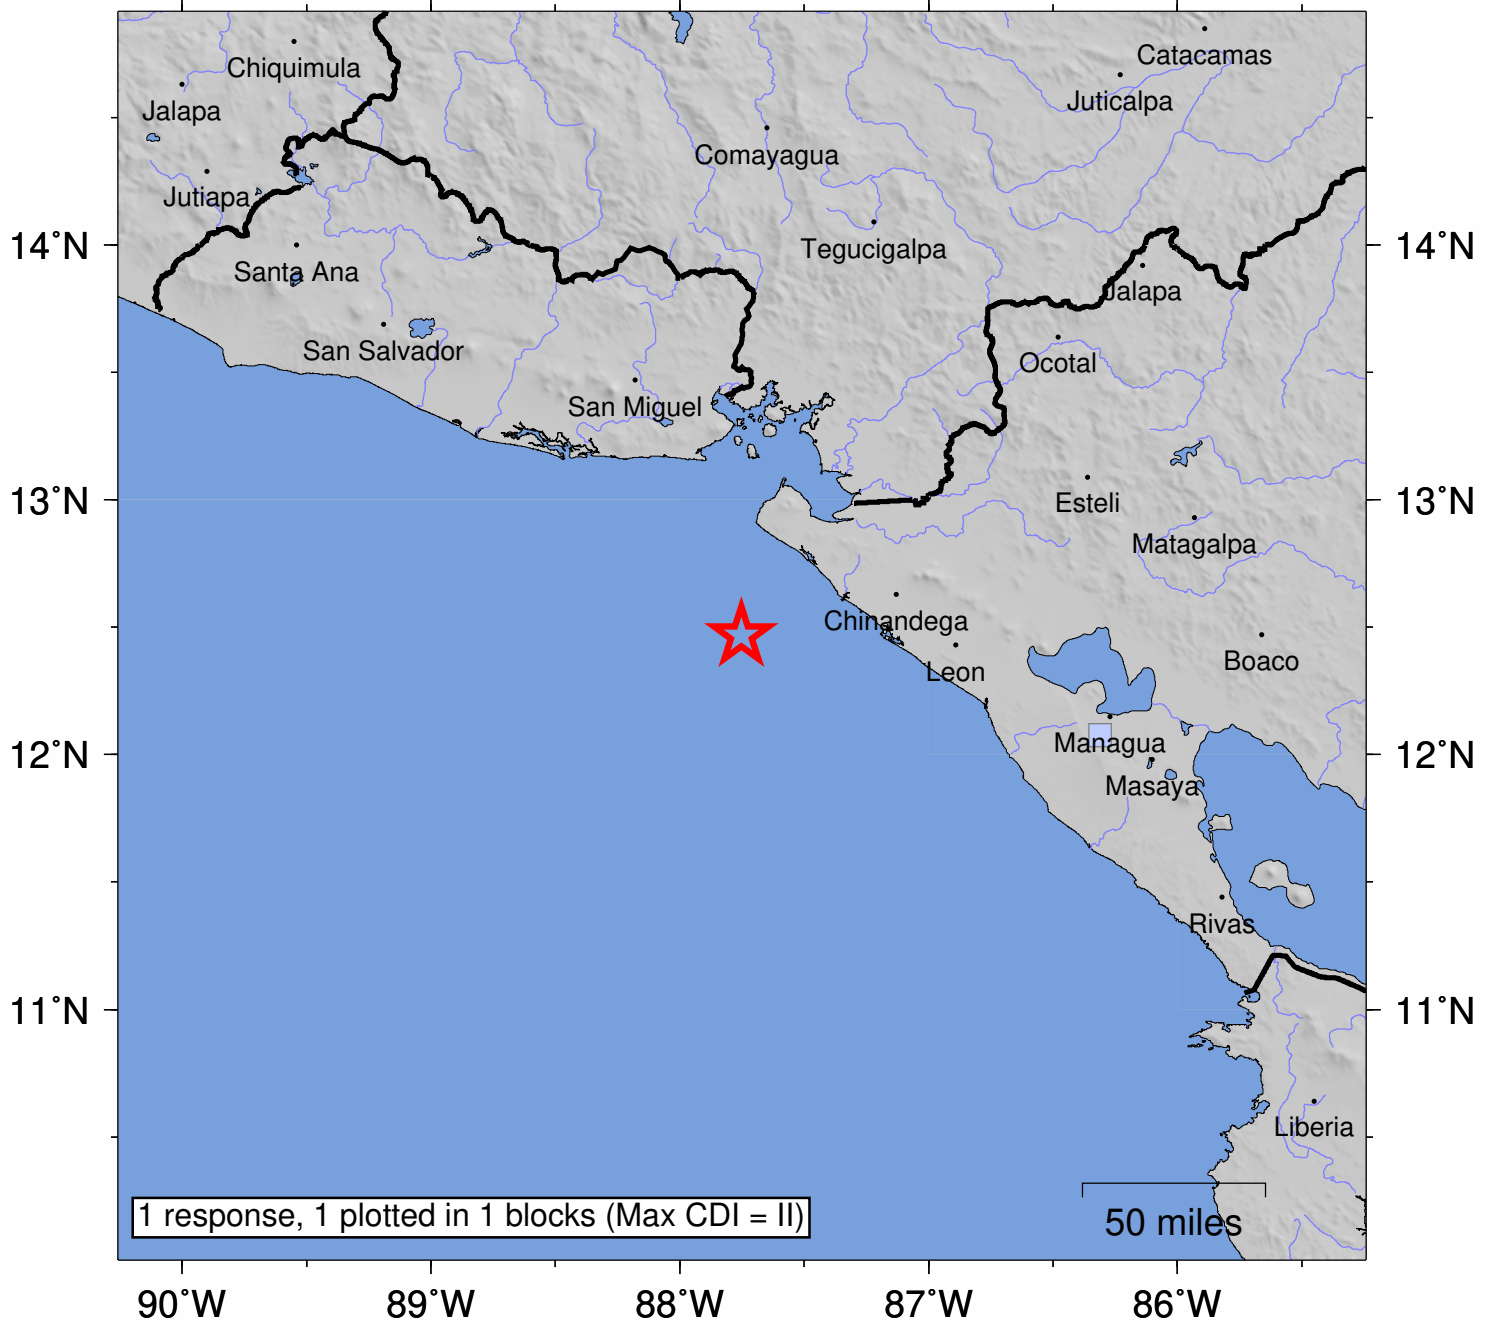 Catacamas
Chiquimula
Juticalpa
Jalapa
Comayagua
Jutiapa
14°N
Tegucigalpa
14°N
Santa Ana
Jalapa
San Salvador
Ocotal
San Miguel
13°N
Esteli
13°N
Matagalpa
Chinandega
Boaco
Leon
12°N
Managua
12°N
Masaya
Rivas
11°N
11°N
Liberia
1 response, 1 plotted in 1 blocks (Max CDI = II)
50 miles
90°W
89°W
88°W
87°W
86°W